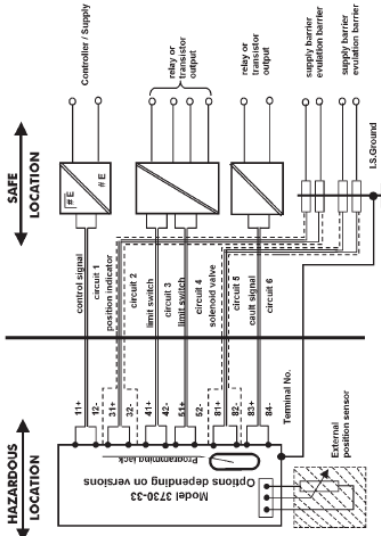 Controller / Supply
relay or
transistor
output
relay or
transistor
output
supply barrier
evulation barrier
supply barrier
evulation barrier
SAFE
LOCATION
#E
#E
I.S.Ground
control signal
circuit 1
position indicator
circuit 2
limit switch
circuit 3
limit switch
circuit 4
solenoid valve
circuit 5
cault signal
circuit 6
HAZARDOUS
LOCATION
11+
12-
31+
32-
41+
42-
51+
52-
81+
82-
83+
84-
Terminal No.
Programming jack
Model 3730-33
Options depending on versions
External
position sensor